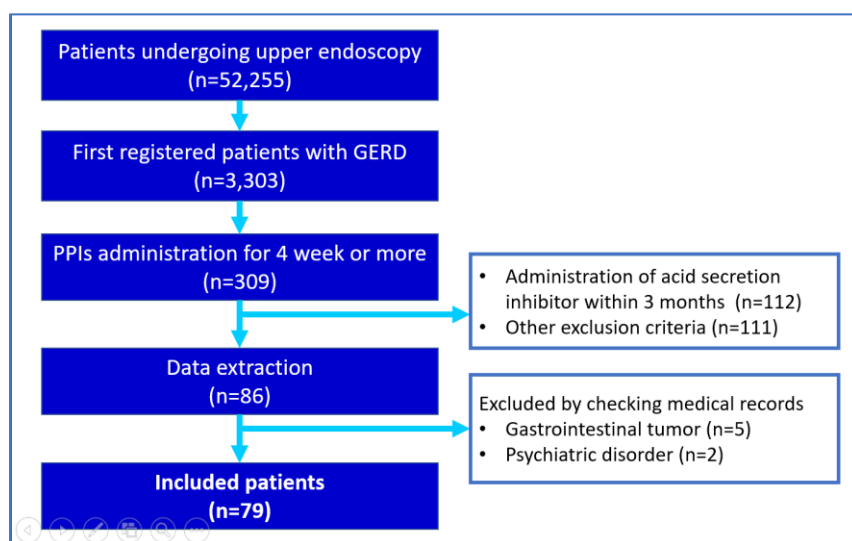 Patients undergoing upper endoscopy
(n=52,255)
First registered patients with GERD
(n=3,303)
PPIs administration for 4 week or more
(n=309)
• Administration of acid secretion
inhibitor within 3 months (n=112)
• Other exclusion criteria (n=111)
Data extraction
(n=86)
Excluded by checking medical records
• Gastrointestinal tumor (n=5)
• Psychiatric disorder (n=2)
Included patients
(n=79)